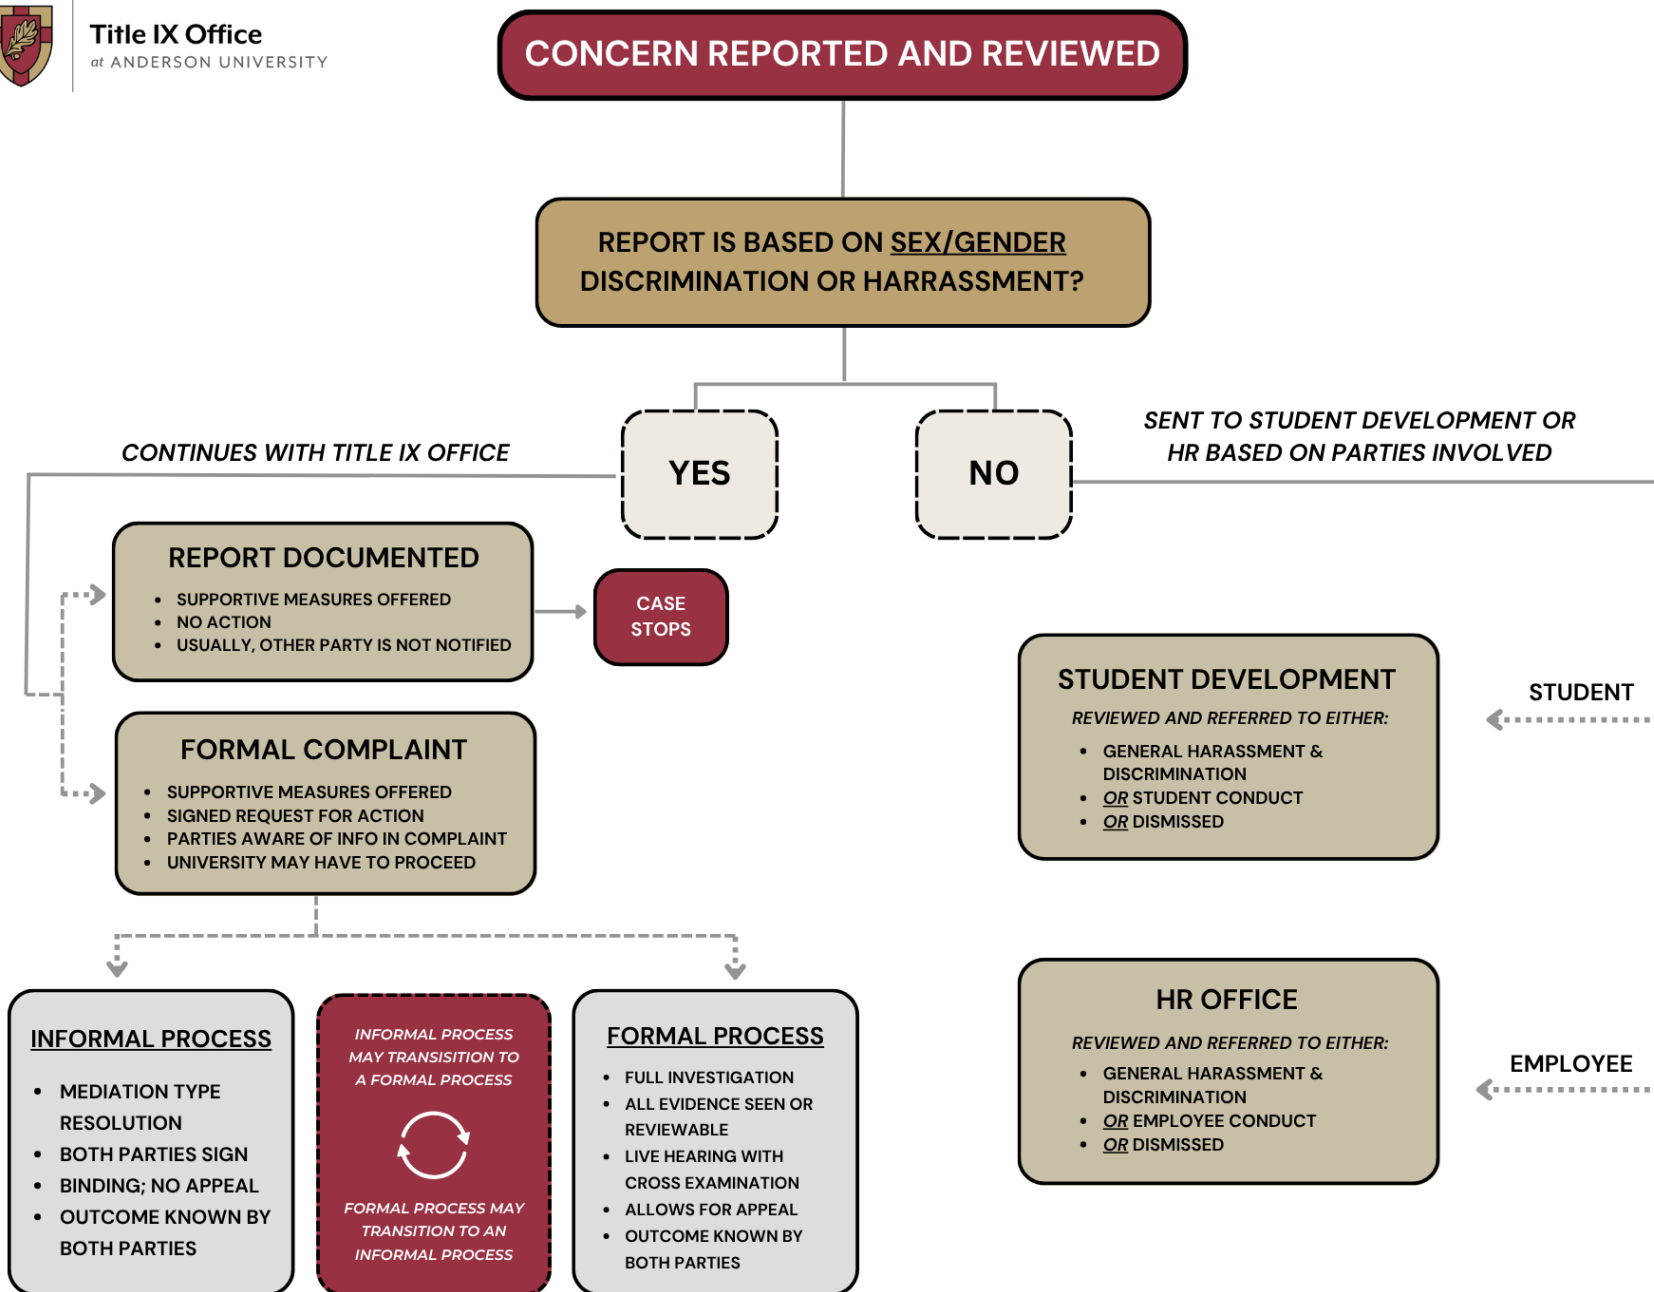 Title IX Office
at ANDERSON UNIVERSITY
CONCERN REPORTED AND REVIEWED
REPORT IS BASED ON SEX/GENDER
DISCRIMINATION OR HARRASSMENT?
CONTINUES WITH TITLE IX OFFICE
YES
NO
SENT TO STUDENT DEVELOPMENT OR
HR BASED ON PARTIES INVOLVED
REPORT DOCUMENTED
• SUPPORTIVE MEASURES OFFERED
• NO ACTION
• USUALLY, OTHER PARTY IS NOT NOTIFIED
CASE
STOPS
FORMAL COMPLAINT
• SUPPORTIVE MEASURES OFFERED
• SIGNED REQUEST FOR ACTION
• PARTIES AWARE OF INFO IN COMPLAINT
• UNIVERSITY MAY HAVE TO PROCEED
INFORMAL PROCESS
• MEDIATION TYPE
RESOLUTION
• BOTH PARTIES SIGN
• BINDING; NO APPEAL
• OUTCOME KNOWN BY
BOTH PARTIES
INFORMAL PROCESS
MAY TRANSISITION TO
A FORMAL PROCESS
FORMAL PROCESS MAY
TRANSITION TO AN
INFORMAL PROCESS
FORMAL PROCESS
• FULL INVESTIGATION
• ALL EVIDENCE SEEN OR
REVIEWABLE
• LIVE HEARING WITH
CROSS EXAMINATION
• ALLOWS FOR APPEAL
• OUTCOME KNOWN BY
BOTH PARTIES
STUDENT
STUDENT DEVELOPMENT
REVIEWED AND REFERRED TO EITHER:
• GENERAL HARASSMENT &
DISCRIMINATION
• OR STUDENT CONDUCT
• OR DISMISSED
EMPLOYEE
HR OFFICE
REVIEWED AND REFERRED TO EITHER:
• GENERAL HARASSMENT &
DISCRIMINATION
• OR EMPLOYEE CONDUCT
• OR DISMISSED